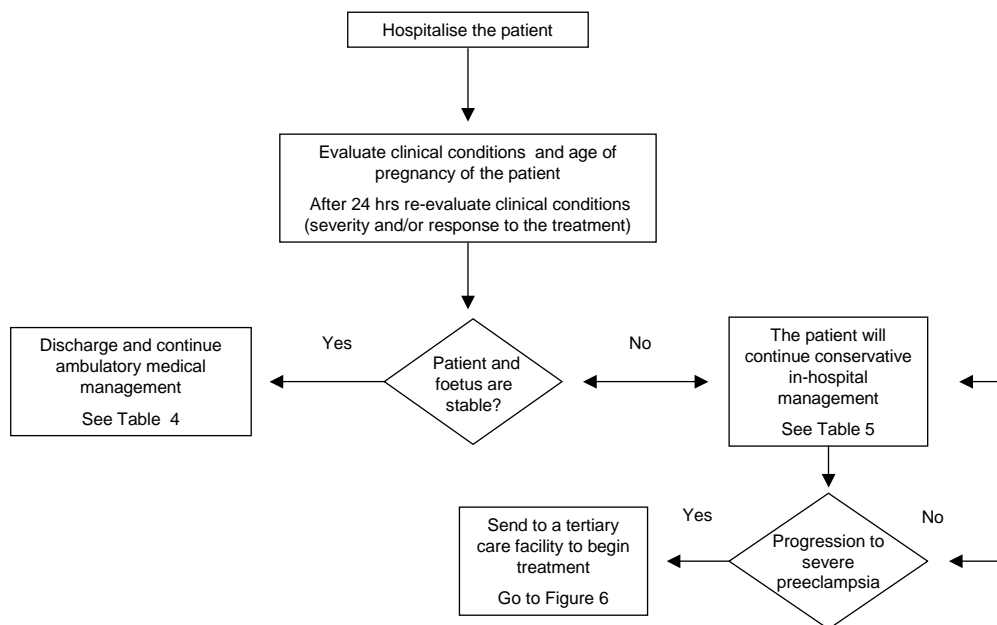 Hospitalise the patient
Evaluate clinical conditions and age of
pregnancy of the patient
After 24 hrs re-evaluate clinical conditions
(severity and/or response to the treatment)
Yes
No
Discharge and continue
ambulatory medical
management
See Table 4
Patient and
foetus are
stable?
The patient will
continue conservative
in-hospital
management
See Table 5
Yes
No
Send to a tertiary
care facility to begin
treatment
Go to Figure 6
Progression to
severe
preeclampsia